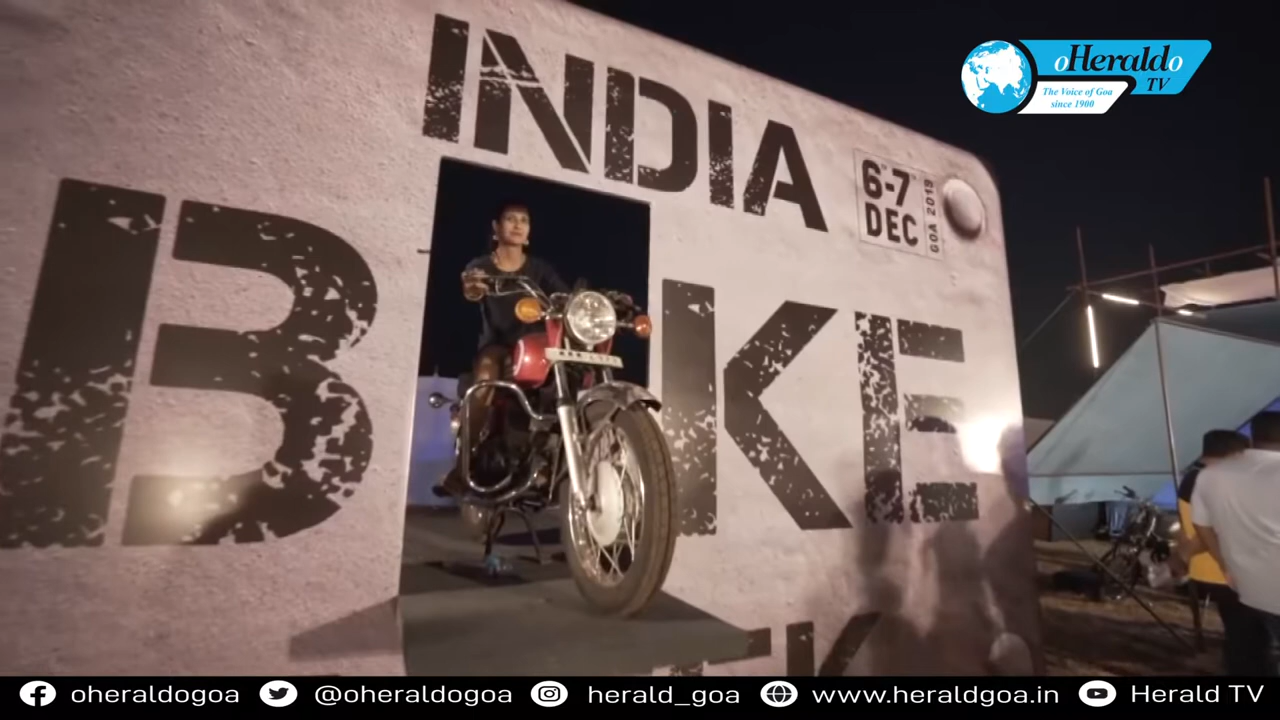 INDIA
B KE
6-7
DEC
GOA 2019
oHeraldo
TV
The Voice of Goa
since 1900
oheraldogoa
@oheraldogoa
herald_goa
www.heraldgoa.in
Herald TV